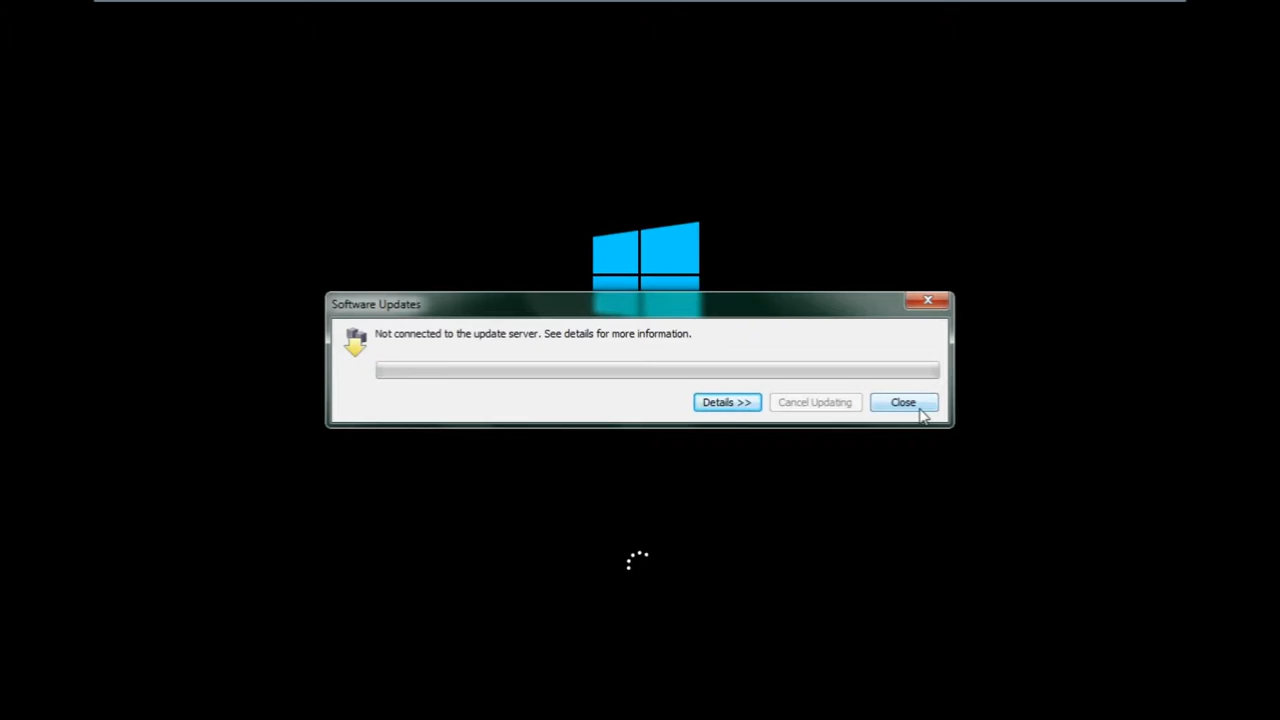 Software Updates
Not connected to the update server. See details for more information.
Details >> Cancel Updating Close